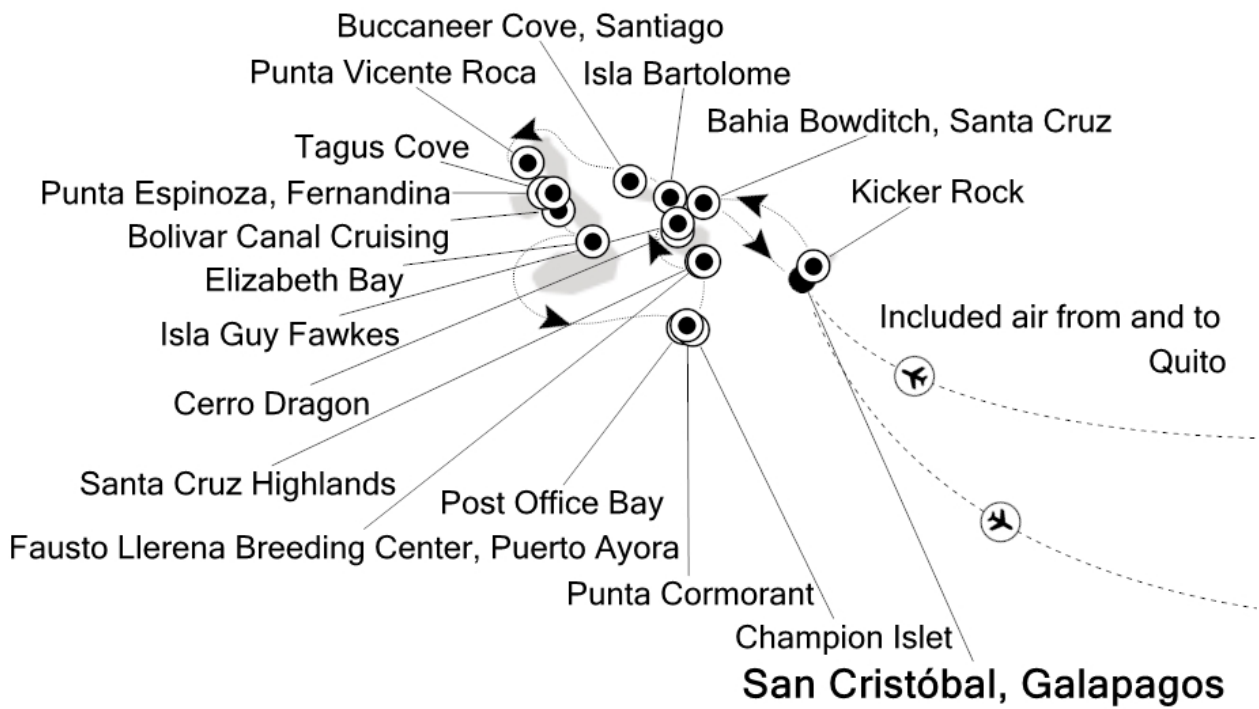 Buccaneer Cove, Santiago
Punta Vicente Roca
Isla Bartolome
Bahia Bowditch, Santa Cruz
Tagus Cove
Punta Espinoza, Fernandina
Kicker Rock
Bolivar Canal Cruising
Elizabeth Bay
Isla Guy Fawkes
Included air from and to
Quito
Cerro Dragon
Santa Cruz Highlands
Post Office Bay
Fausto Llerena Breeding Center, Puerto Ayora
Punta Cormorant
Champion Islet
San Cristóbal, Galapagos